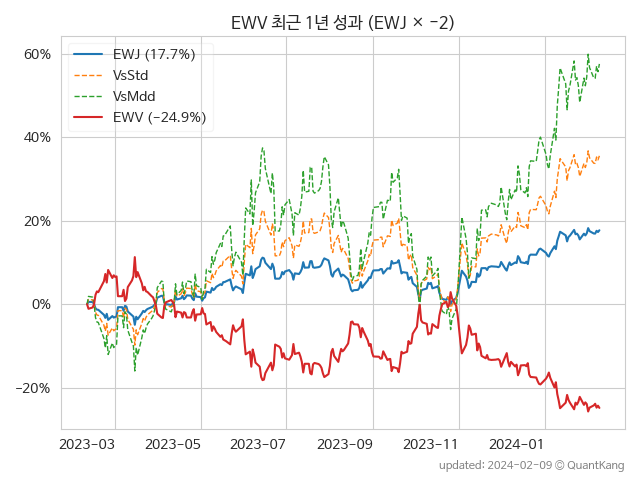 EWV 최근 1년 성과 (EWJ × −2)
EWJ (17.7%)
VsStd
VsMdd
EWV (−24.9%)
60%
40%
20%
0%
−20%
2023-03
2023-05
2023-07
2023-09
2023-11
2024-01
updated: 2024-02-09 ⓒ QuantKang